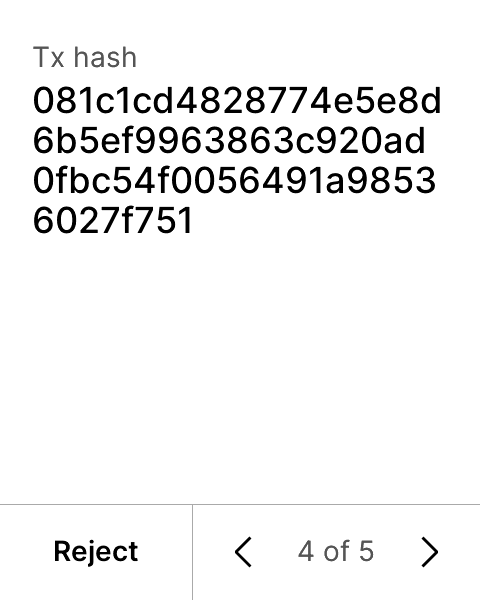 Tx hash
081c1cd4828774e5e8d
6b5ef9963863c920ad
0fbc54f0056491a9853
6027f751
Reject
4 of 5